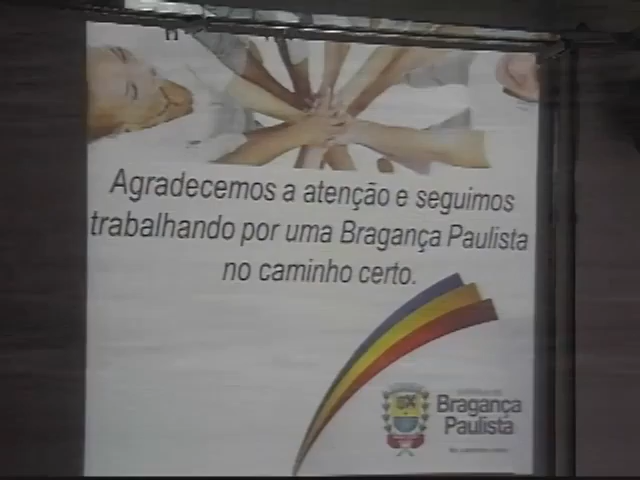 Agradecemos a atenção e seguimos
trabalhando por uma Bragança Paulista
no caminho certo.
Bragança
Paulista